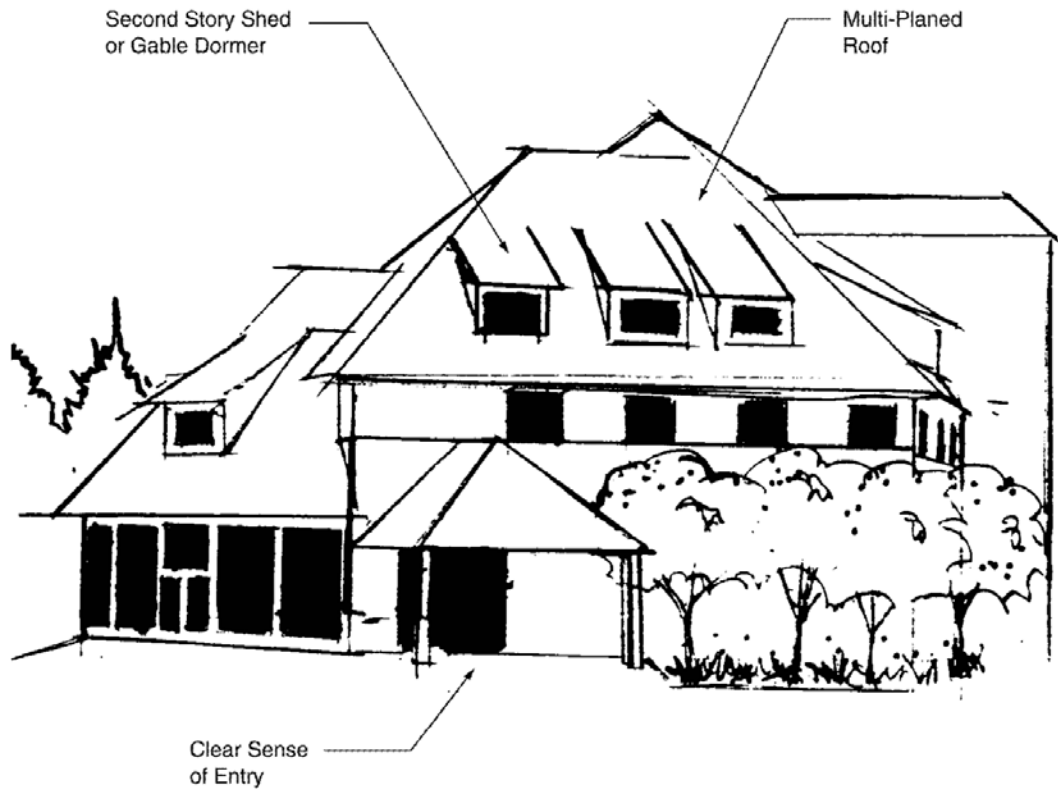 Second Story Shed
or Gable Dormer
Multi-Planed
Roof
Clear Sense
of Entry